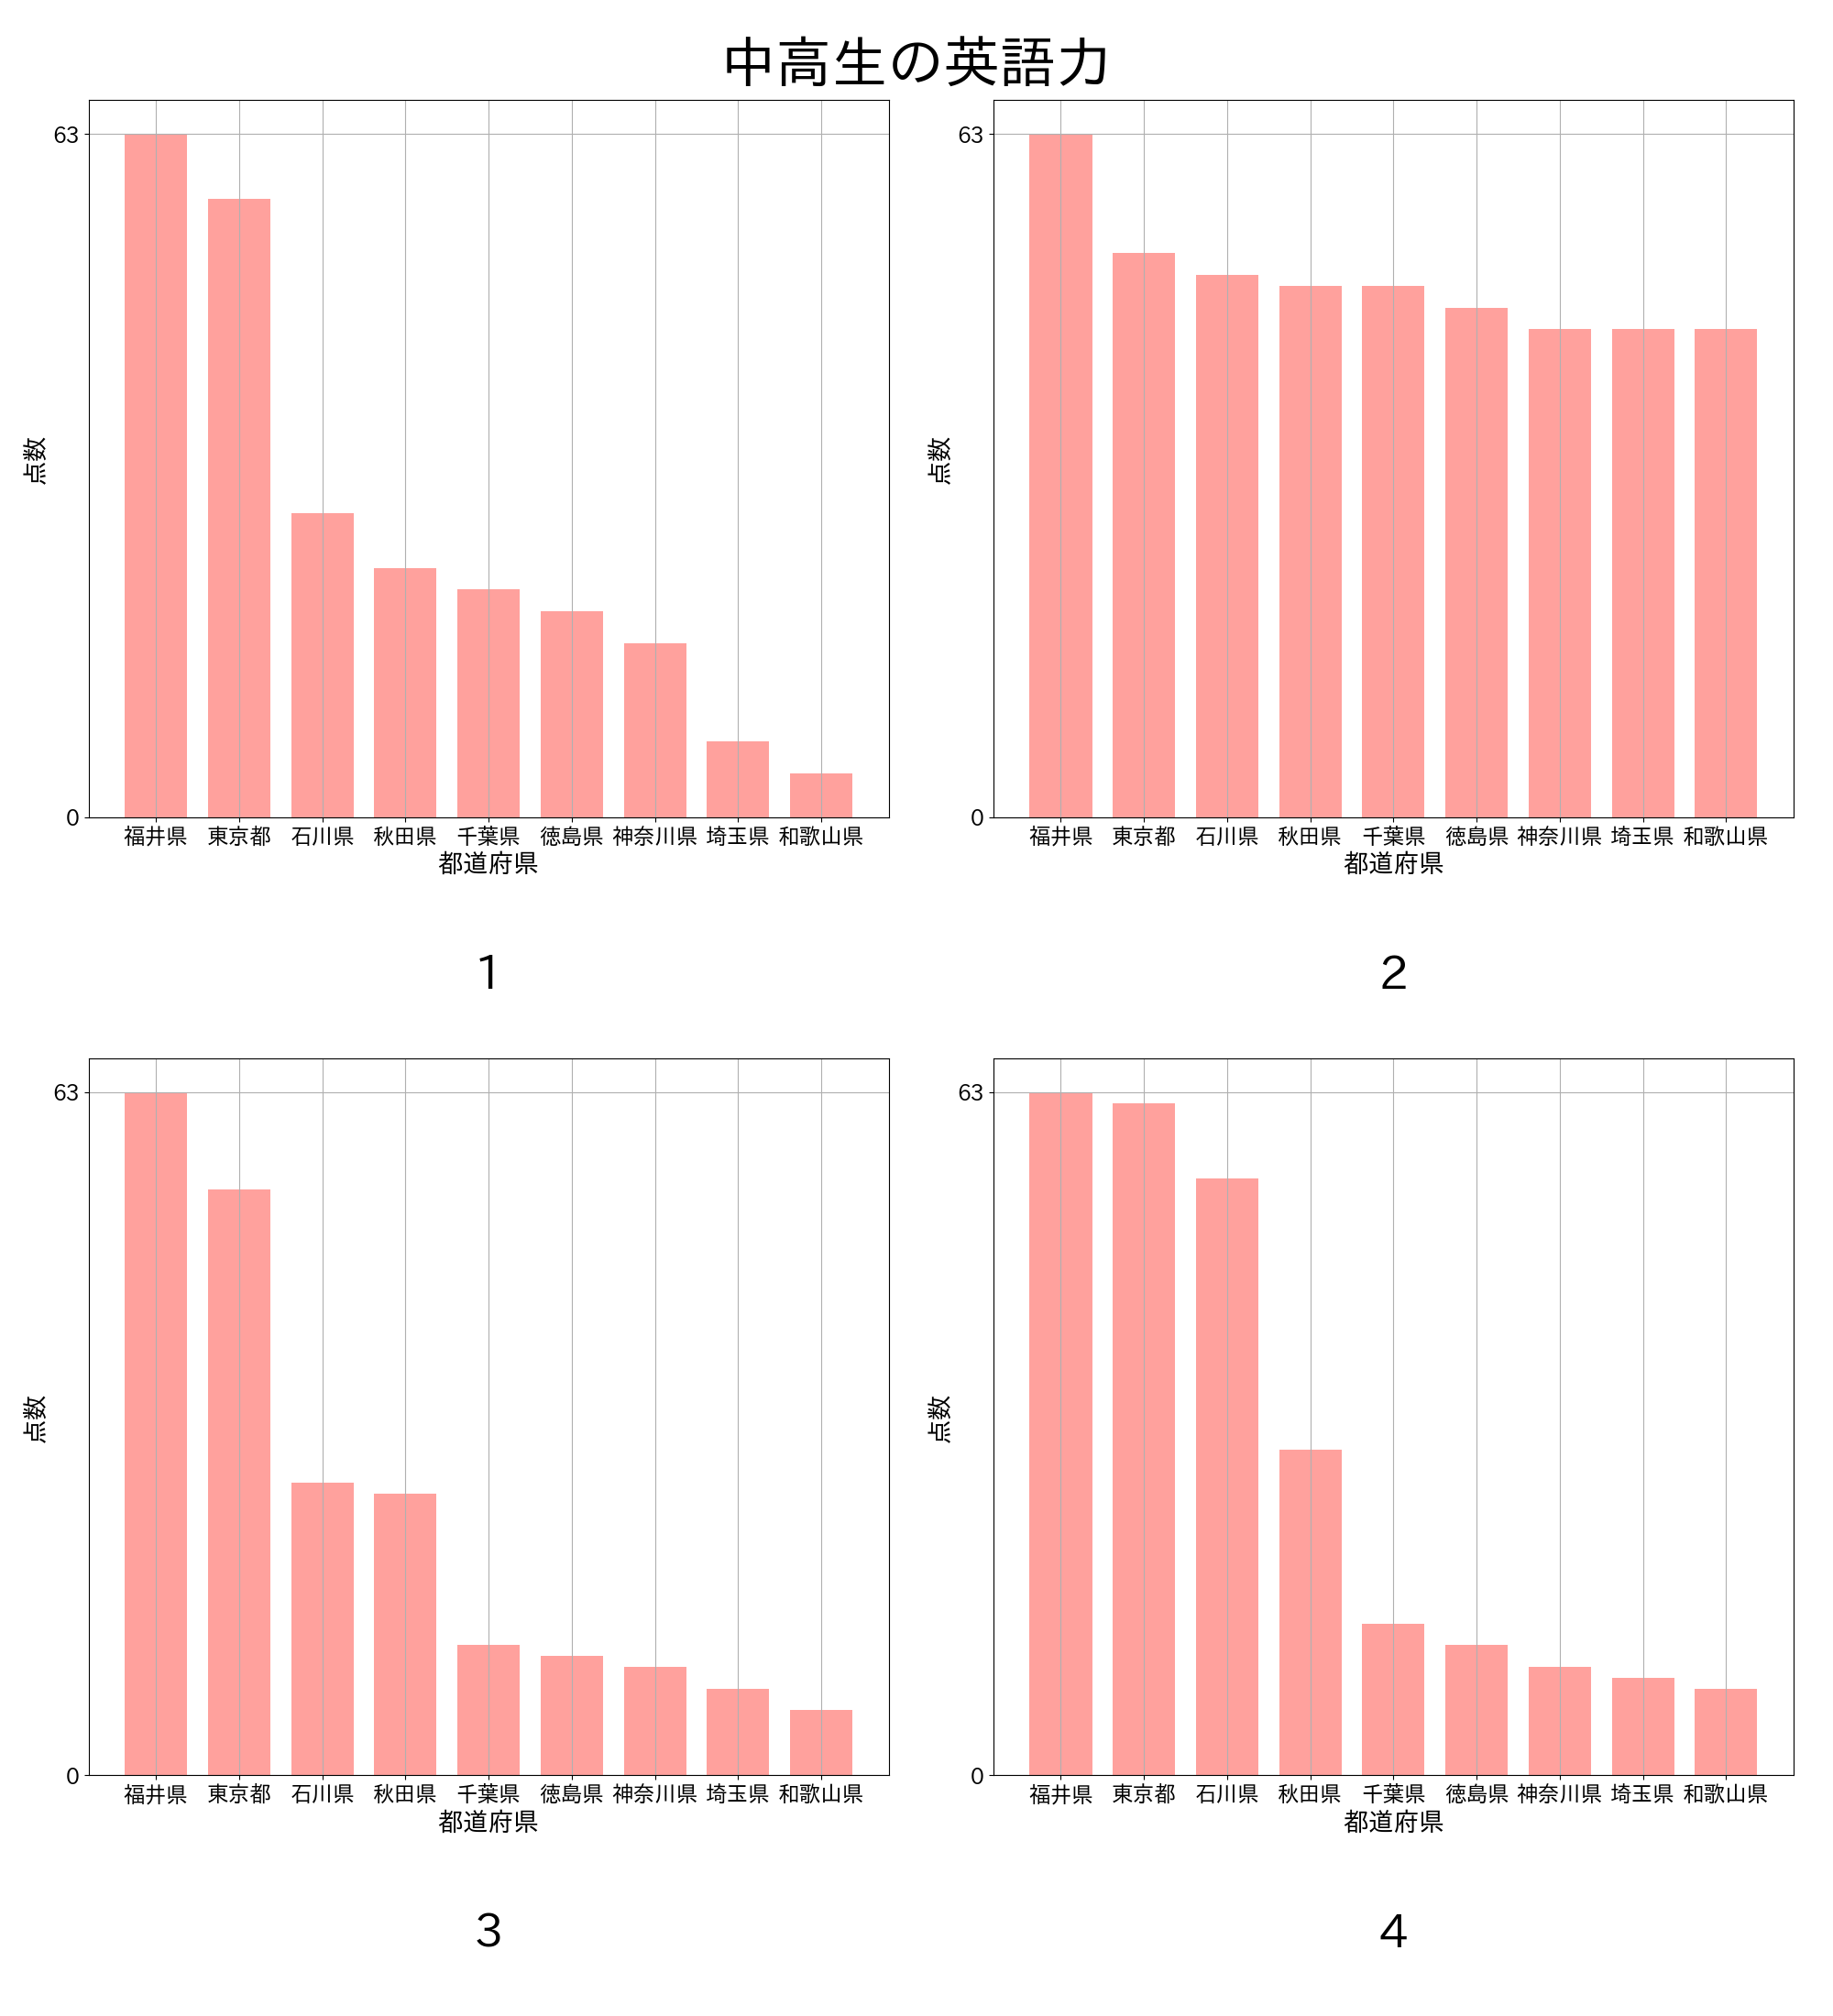 中高生の英語力
63
0
点数
福井県 東京都 石川県 秋田県 千葉県 徳島県 神奈川県 埼玉県 和歌山県
都道府県
1
63
0
点数
福井県 東京都 石川県 秋田県 千葉県 徳島県 神奈川県 埼玉県 和歌山県
都道府県
2
63
0
点数
福井県 東京都 石川県 秋田県 千葉県 徳島県 神奈川県 埼玉県 和歌山県
都道府県
3
63
0
点数
福井県 東京都 石川県 秋田県 千葉県 徳島県 神奈川県 埼玉県 和歌山県
都道府県
4